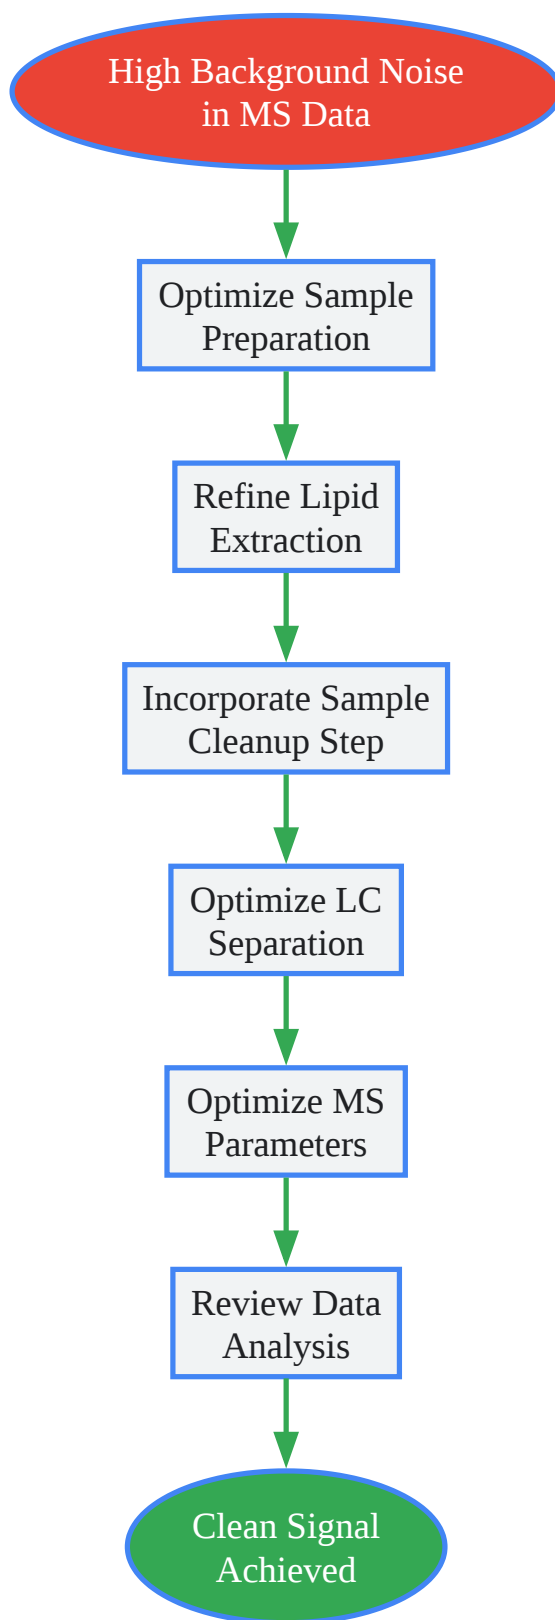 High Background Noise
in MS Data
Optimize Sample
Preparation
Refine Lipid
Extraction
Incorporate Sample
Cleanup Step
Optimize LC
Separation
Optimize MS
Parameters
Review Data
Analysis
Clean Signal
Achieved